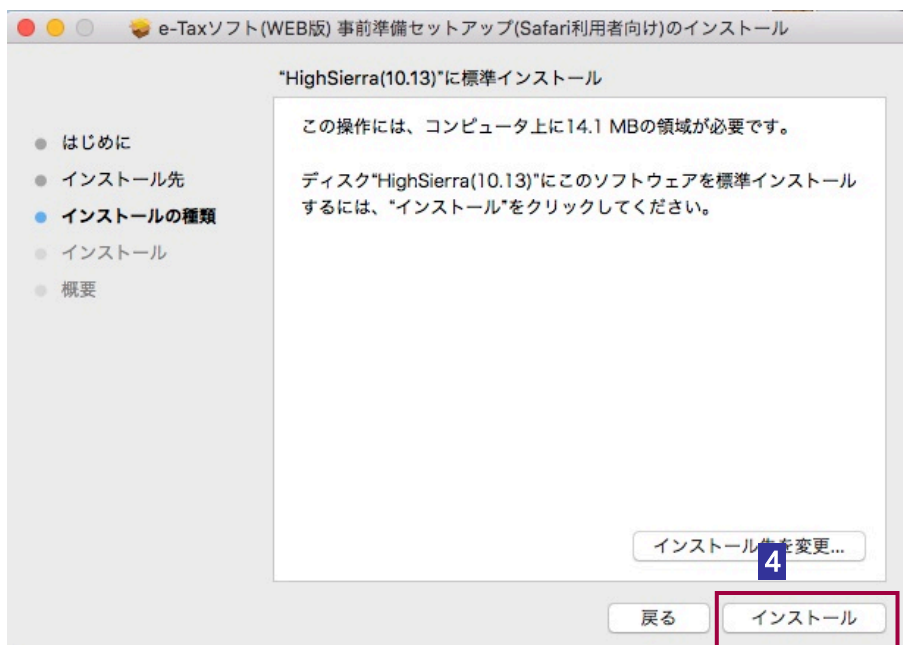 e-Taxソフト(WEB版) 事前準備セットアップ(Safari利用者向け)のインストール
“HighSierra(10.13)”に標準インストール
はじめに
インストール先
インストールの種類
インストール
概要
この操作には、コンピュータ上に14.1 MBの領域が必要です。
ディスク“HighSierra(10.13)”にこのソフトウェアを標準インストール
するには、“インストール”をクリックしてください。
インストール先を変更...
4
戻る
インストール